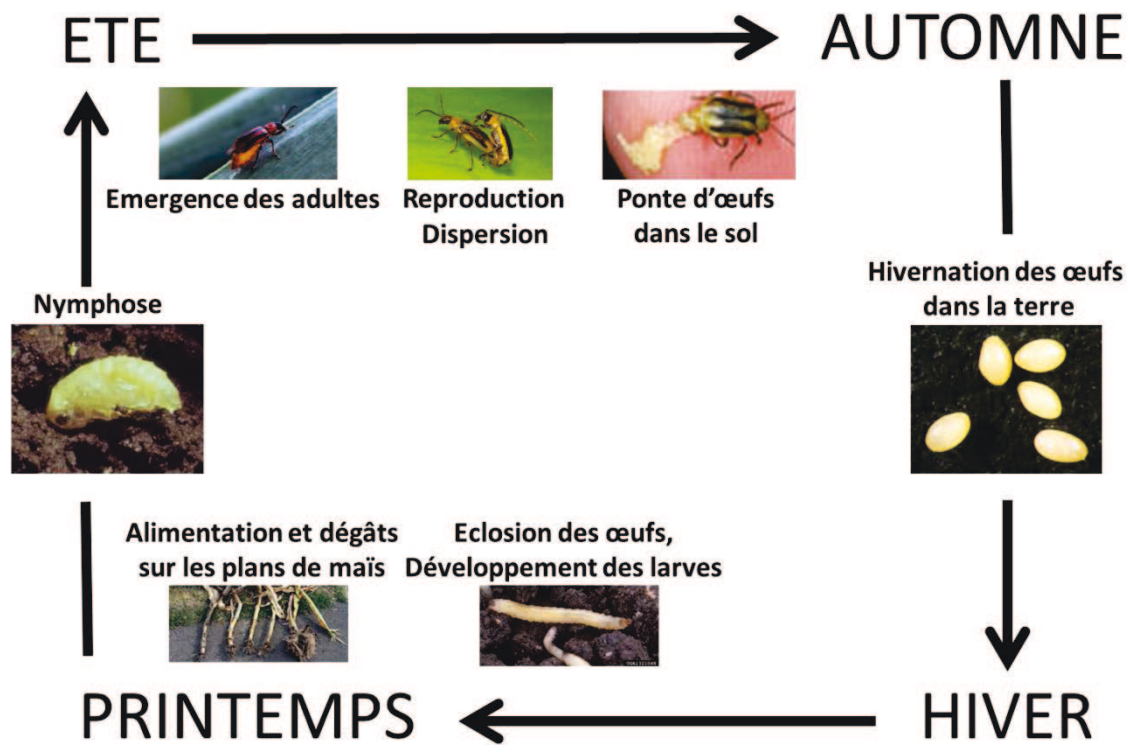 ETE
AUTOMNE
Emergence des adultes
Reproduction
Dispersion
Ponte d'œufs
dans le sol
Nymphose
Hivernation des œufs
dans la terre
Alimentation et dégâts
sur les plans de maïs
Eclosion des œufs,
Développement des larves
PRINTEMPS
HIVER